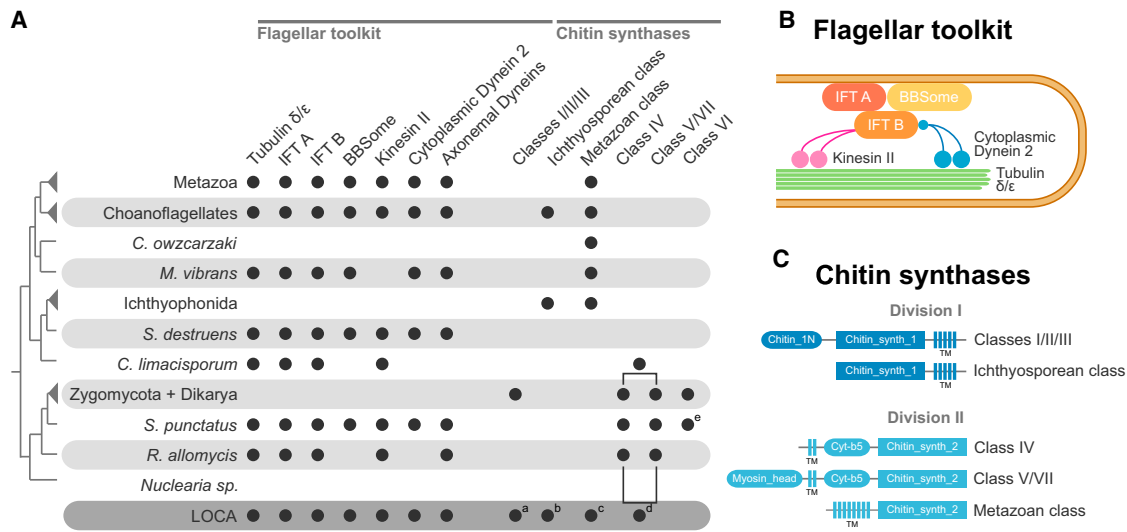 A
Flagellar toolkit
Chitin synthases
Tubulin δ/ε
IFT A
IFT B
BBSome
Kinesin II
Cytoplasmic Dynein 2
Axonemal Dyneins
Classes I/II/III
Ichthyosporean class
Metazoan class
Class IV
Class V/VII
Class VI
Metazoa
Choanoflagellates
C. owzcarzaki
M. vibrans
Ichthyophonida
S. destruens
C. limacisporum
Zygomycota + Dikarya
S. punctatus
e
R. allomycis
Nuclearia sp.
LOCA
a
b
c
d
B
Flagellar toolkit
IFT A
BBSome
IFT B
Kinesin II
Cytoplasmic
Dynein 2
Tubulin
δ/ε
C
Chitin synthases
Division I
Chitin_1N
Chitin_synth_1
TM
Classes I/II/III
Chitin_synth_1
TM
Ichthyosporean class
Division II
TM
Cyt-b5
Chitin_synth_2
Class IV
Myosin_head
TM
Cyt-b5
Chitin_synth_2
Class V/VII
TM
Chitin_synth_2
Metazoan class